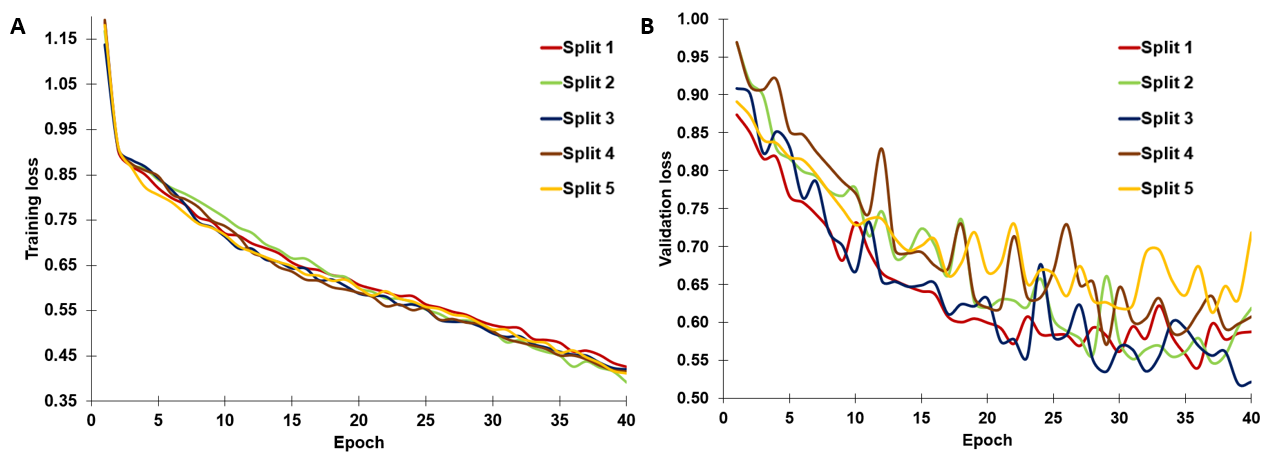 A
Training loss
1.15
1.05
0.95
0.85
0.75
0.65
0.55
0.45
0.35
0 5 10 15 20 25 30 35 40
Epoch
Split 1
Split 2
Split 3
Split 4
Split 5
B
Validation loss
1.00
0.95
0.90
0.85
0.80
0.75
0.70
0.65
0.60
0.55
0.50
0 5 10 15 20 25 30 35 40
Epoch
Split 1
Split 2
Split 3
Split 4
Split 5